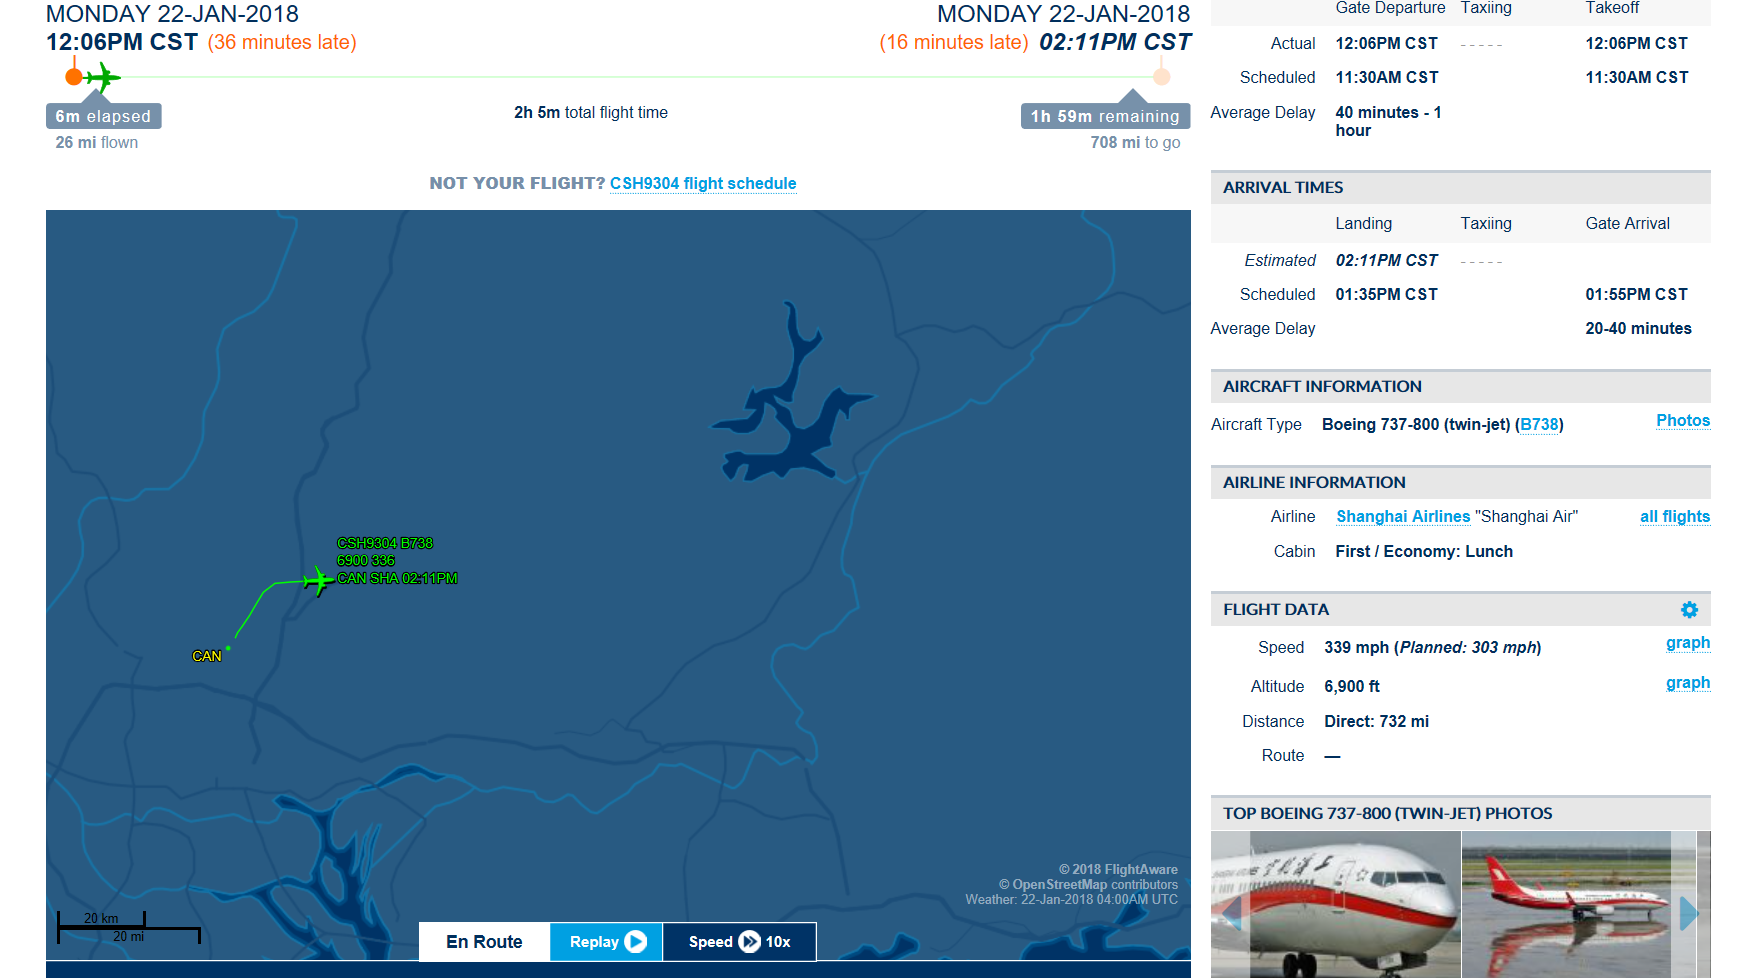 MONDAY 22-JAN-2018
12:06PM CST (36 minutes late)
MONDAY 22-JAN-2018
(16 minutes late) 02:11PM CST
6m elapsed
26 mi flown
2h 5m total flight time
1h 59m remaining
708 mi to go
NOT YOUR FLIGHT? CSH9304 flight schedule
CSH9304 B738
6900 336
CAN SHA 02:11PM
CAN
© 2018 FlightAware
© OpenStreetMap contributors
Weather: 22-Jan-2018 04:00AM UTC
20 km
20 mi
En Route Replay Speed 10x
Gate Departure Taxiing Takeoff
Actual 12:06PM CST - - - - - 12:06PM CST
Scheduled 11:30AM CST 11:30AM CST
Average Delay 40 minutes - 1
hour
ARRIVAL TIMES
Landing Taxiing Gate Arrival
Estimated 02:11PM CST - - - - -
Scheduled 01:35PM CST 01:55PM CST
Average Delay 20-40 minutes
AIRCRAFT INFORMATION
Aircraft Type Boeing 737-800 (twin-jet) (B738) Photos
AIRLINE INFORMATION
Airline Shanghai Airlines "Shanghai Air" all flights
Cabin First / Economy: Lunch
FLIGHT DATA
Speed 339 mph (Planned: 303 mph) graph
Altitude 6,900 ft graph
Distance Direct: 732 mi
Route —
TOP BOEING 737-800 (TWIN-JET) PHOTOS